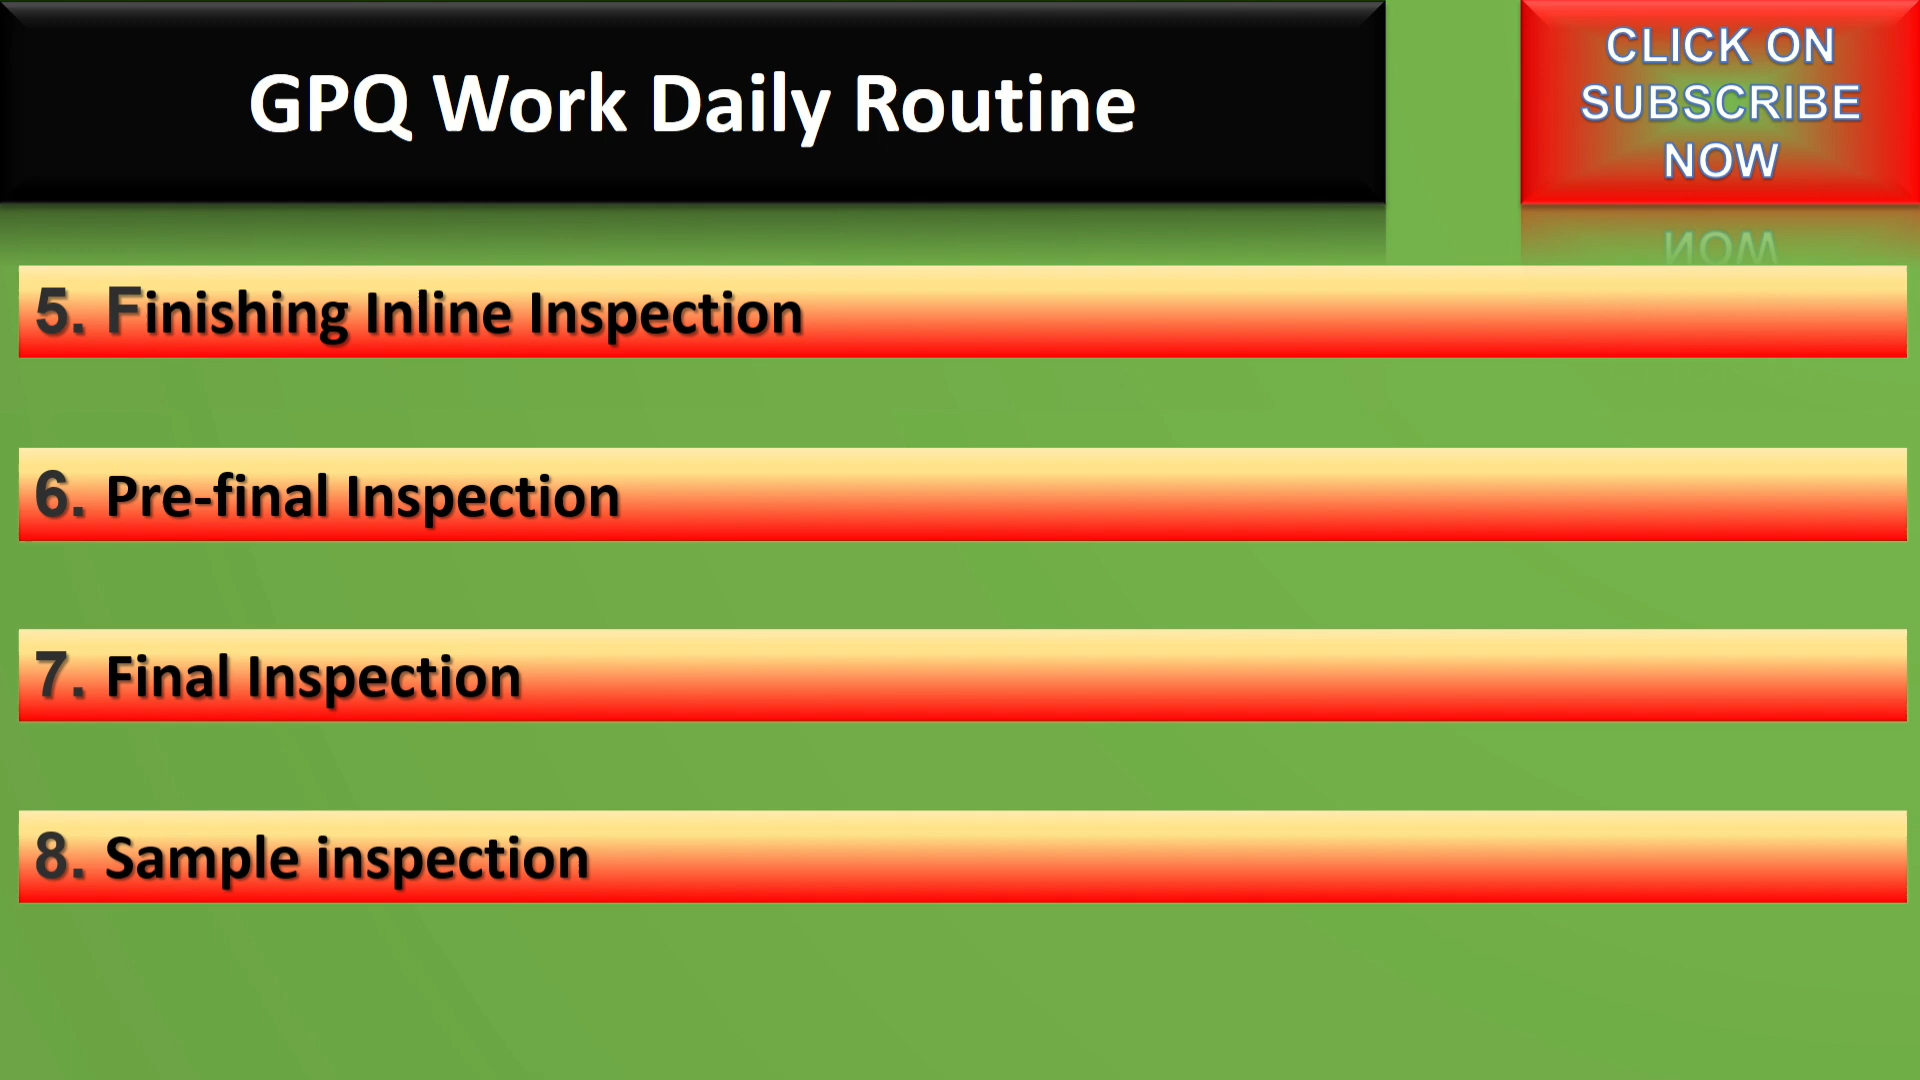 GPQ Work Daily Routine
CLICK ON
SUBSCRIBE
NOW
5. Finishing Inline Inspection
6. Pre-final Inspection
7. Final Inspection
8. Sample inspection